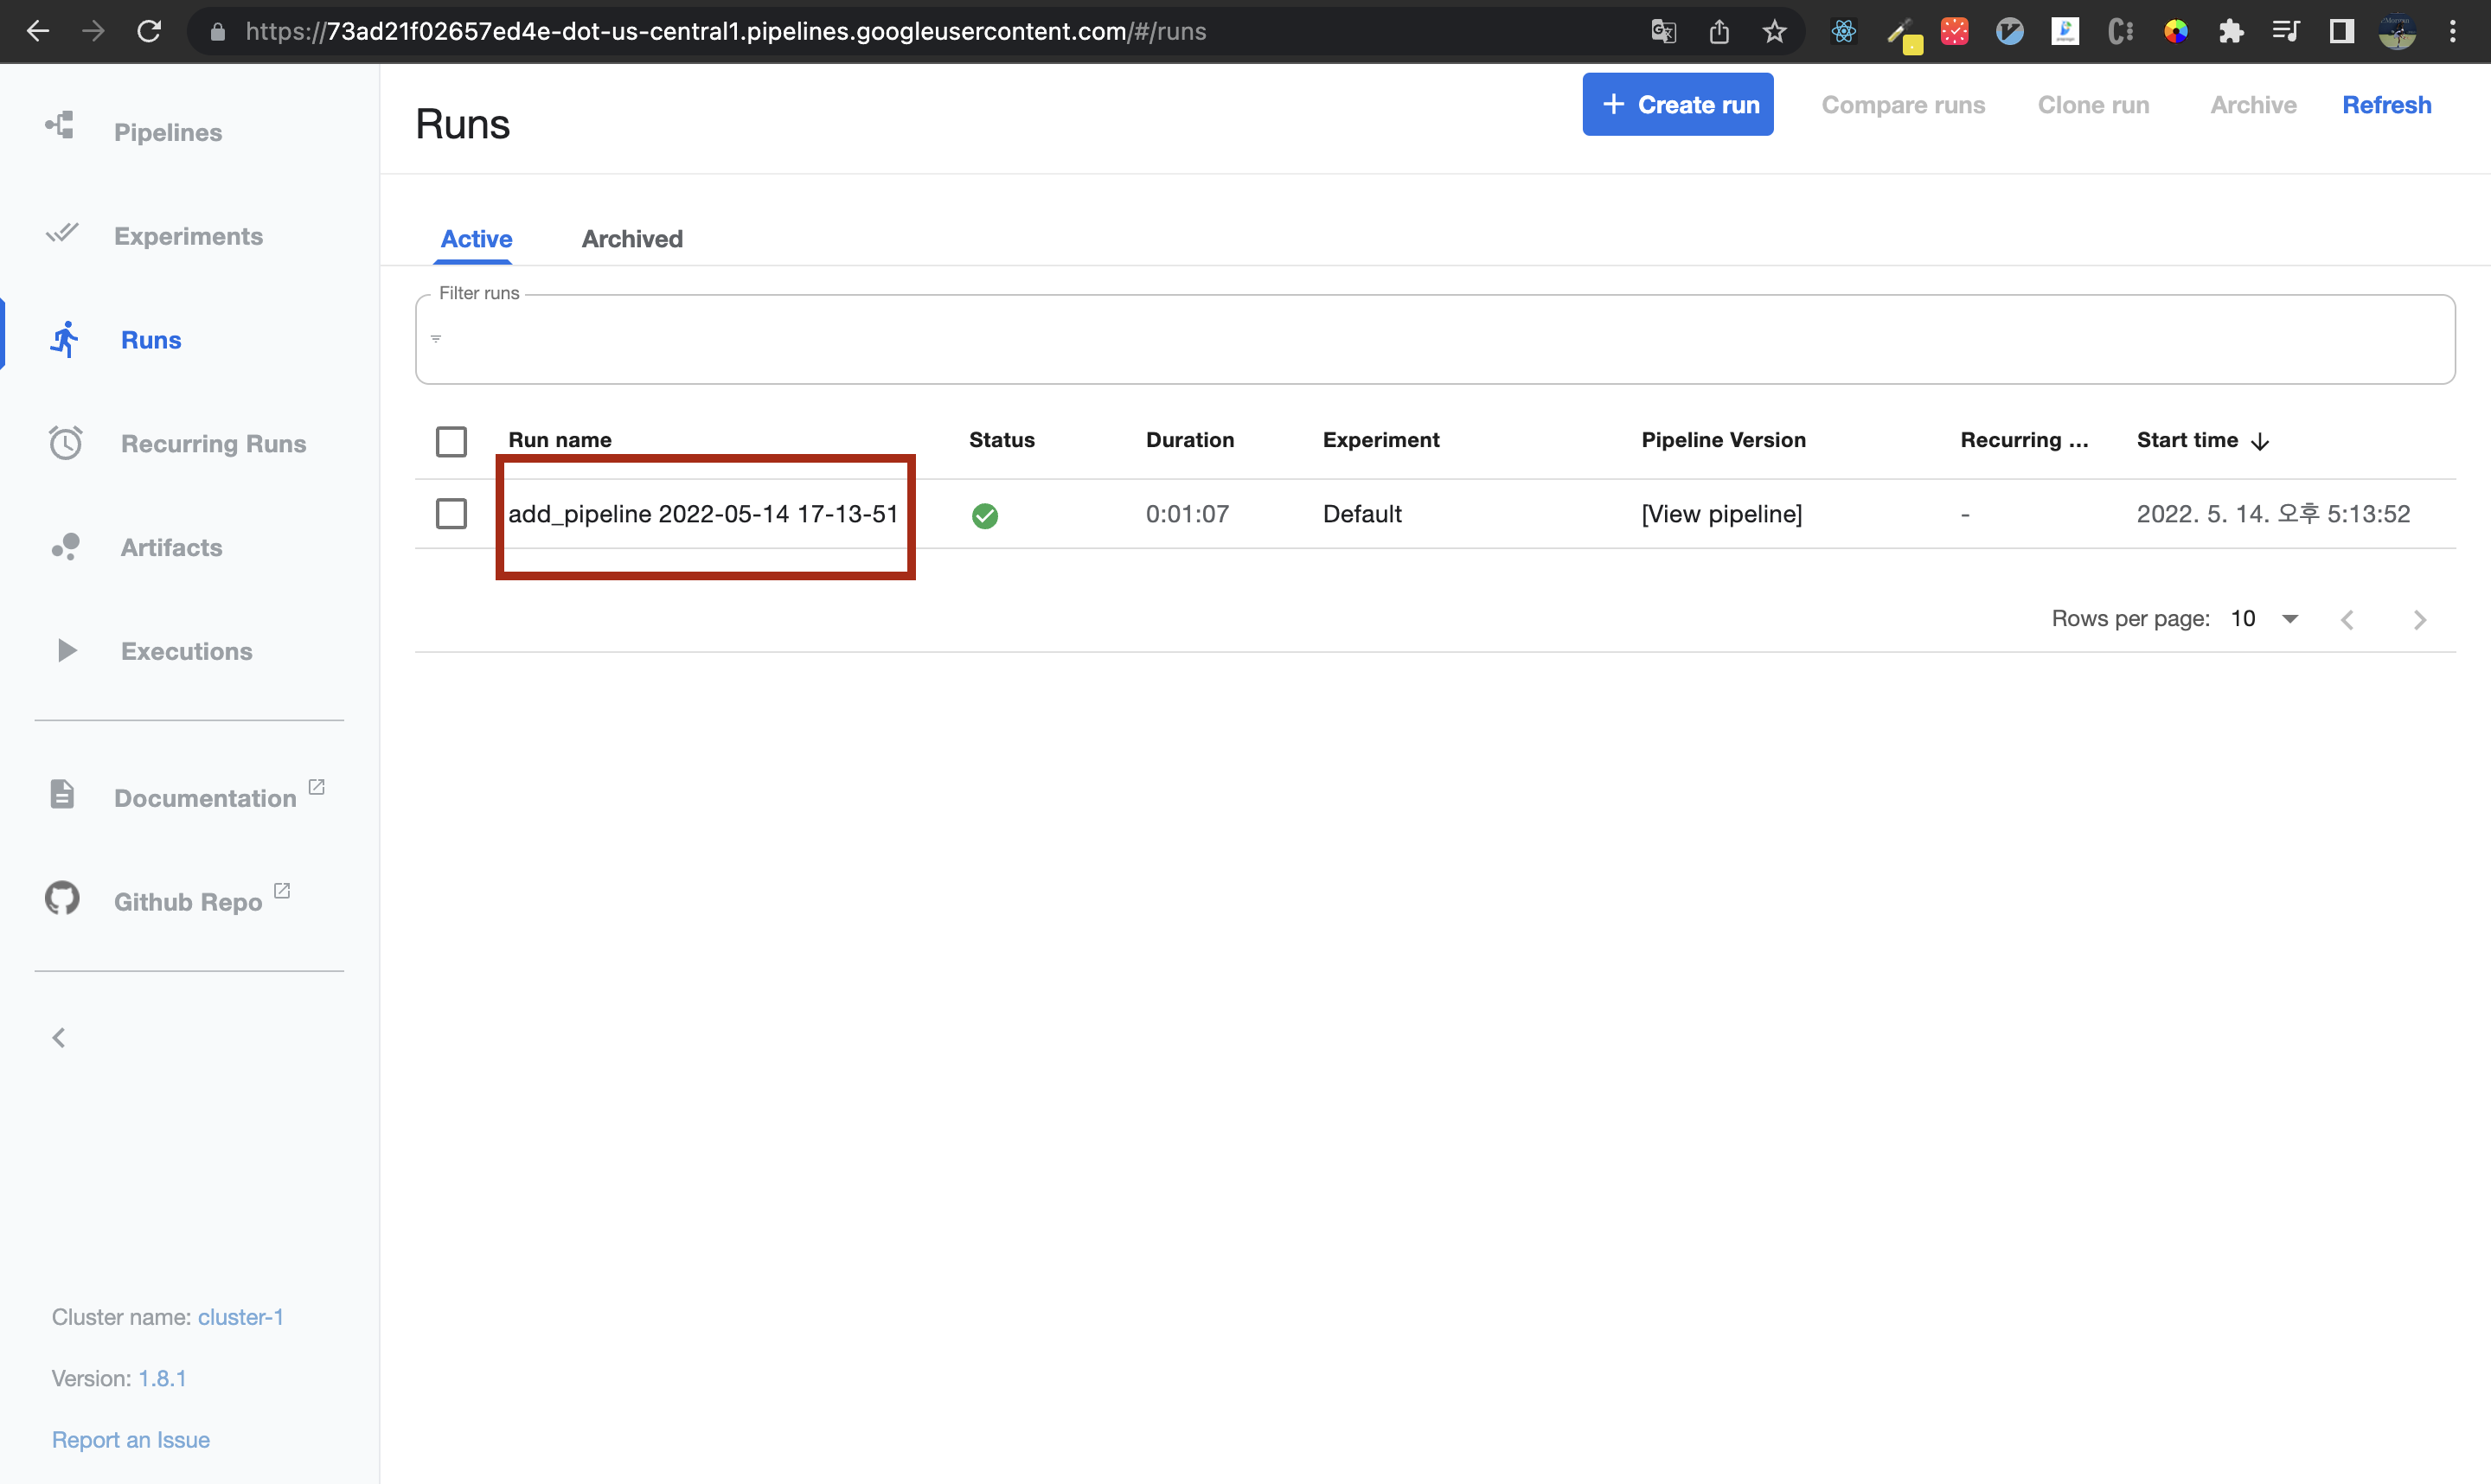 https://73ad21f02657ed4e-dot-us-central1.pipelines.googleusercontent.com/#/runs
Pipelines
Experiments
Runs
Recurring Runs
Artifacts
Executions
Documentation
Github Repo
Cluster name: cluster-1
Version: 1.8.1
Report an Issue
Runs
+ Create run Compare runs Clone run Archive Refresh
Active Archived
Filter runs
Run name Status Duration Experiment Pipeline Version Recurring ... Start time
add_pipeline 2022-05-14 17-13-51 0:01:07 Default [View pipeline] - 2022. 5. 14. 오후 5:13:52
Rows per page: 10